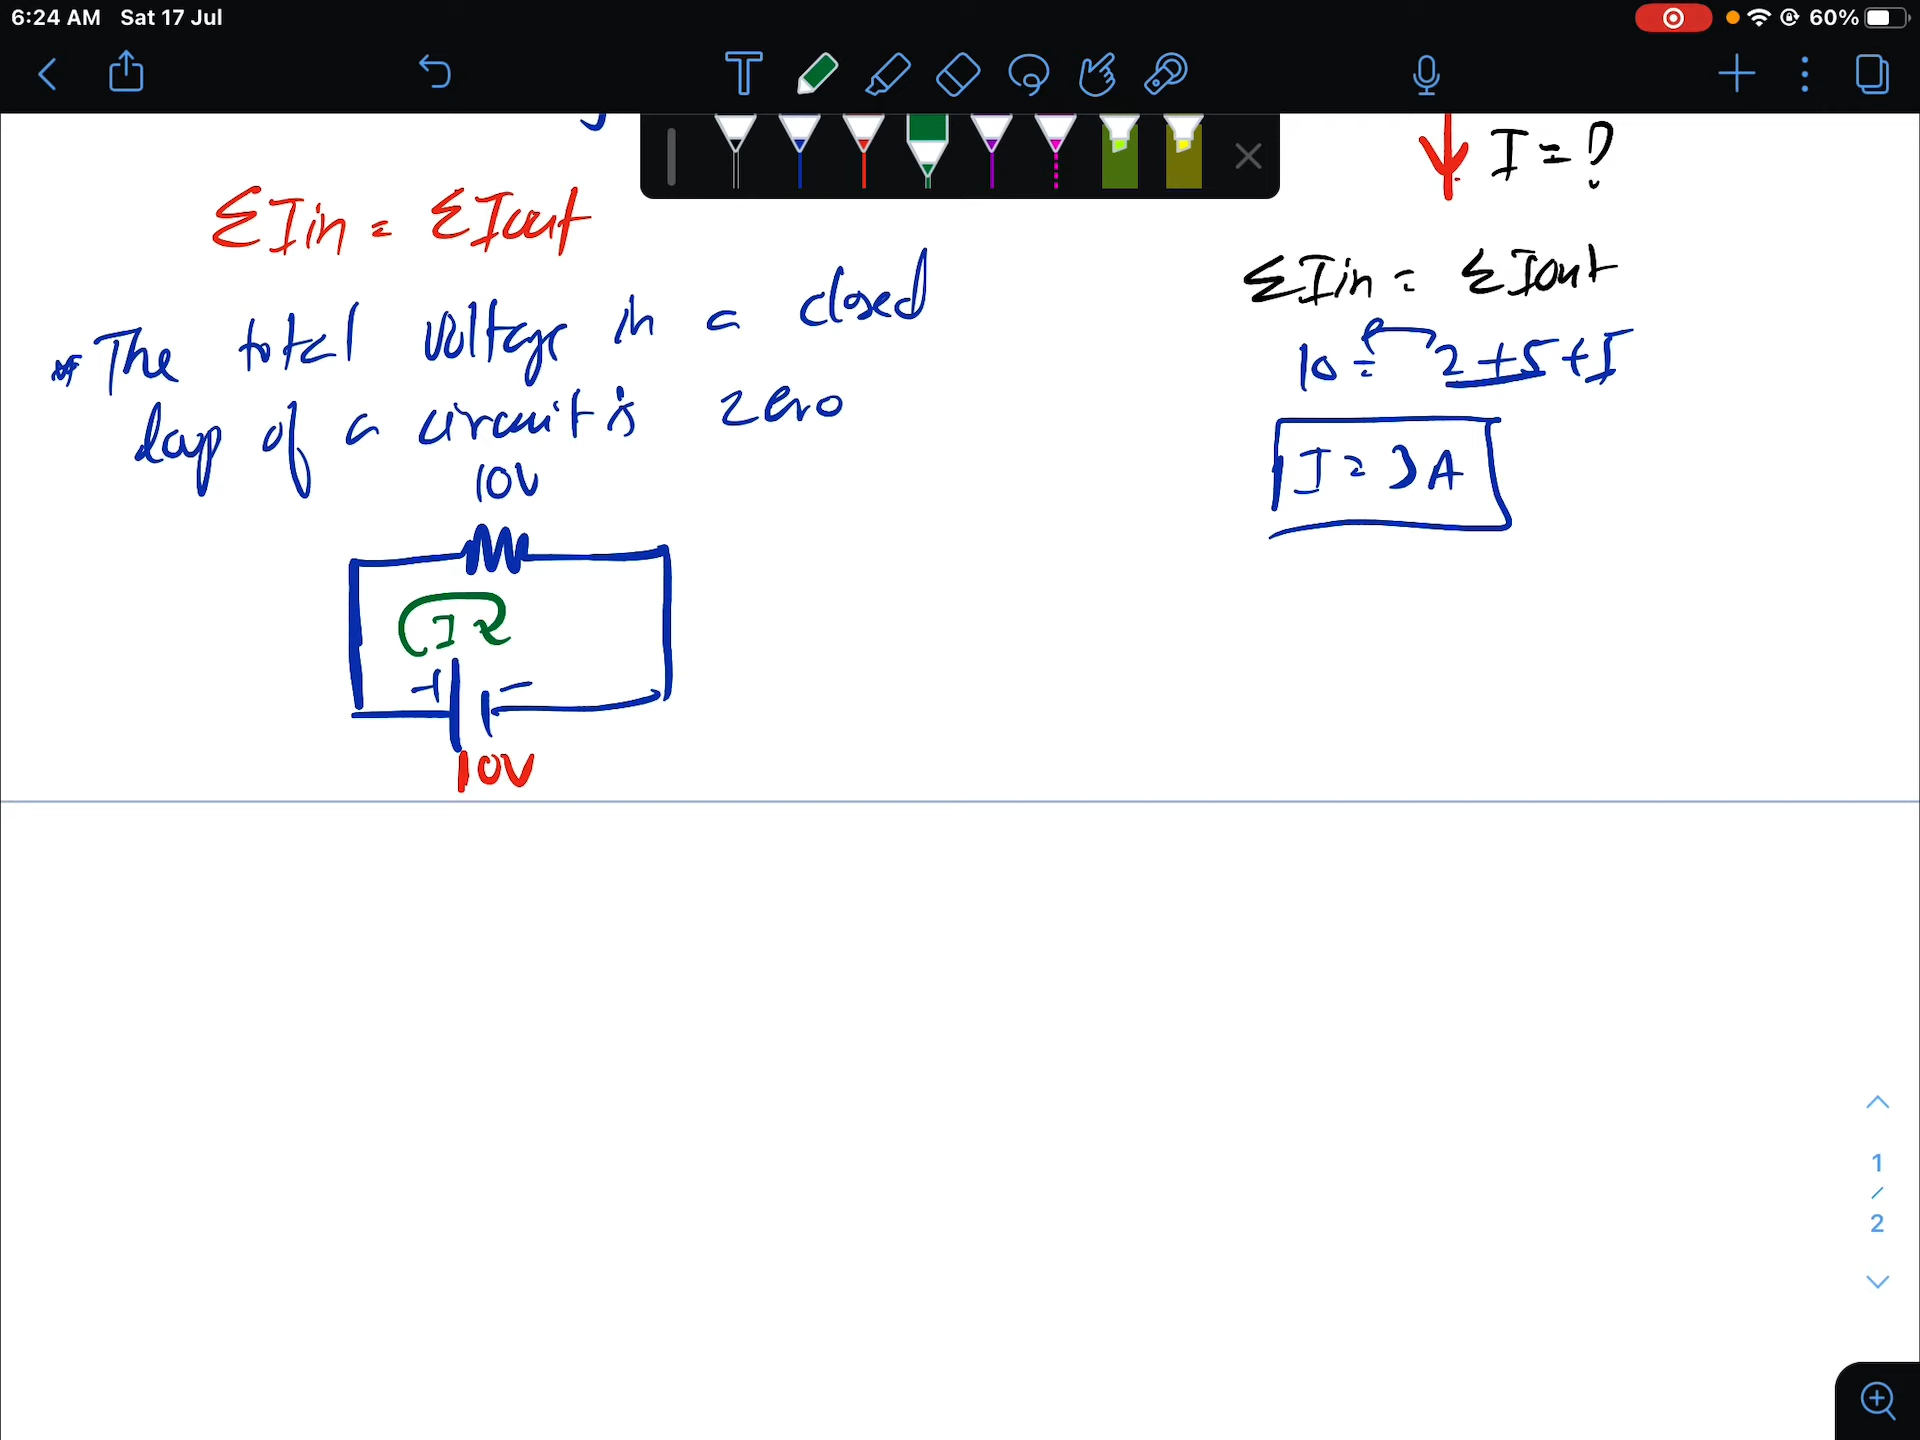 6:24 AM Sat 17 Jul
60%
I = ?
ΣIin = ΣIout
ΣIin = ΣIout
* The total voltage in a closed
loop of a circuit is zero
10 = 2 + 5 + I
I = 3 A
10V
I
+ −
10V
1
/
2